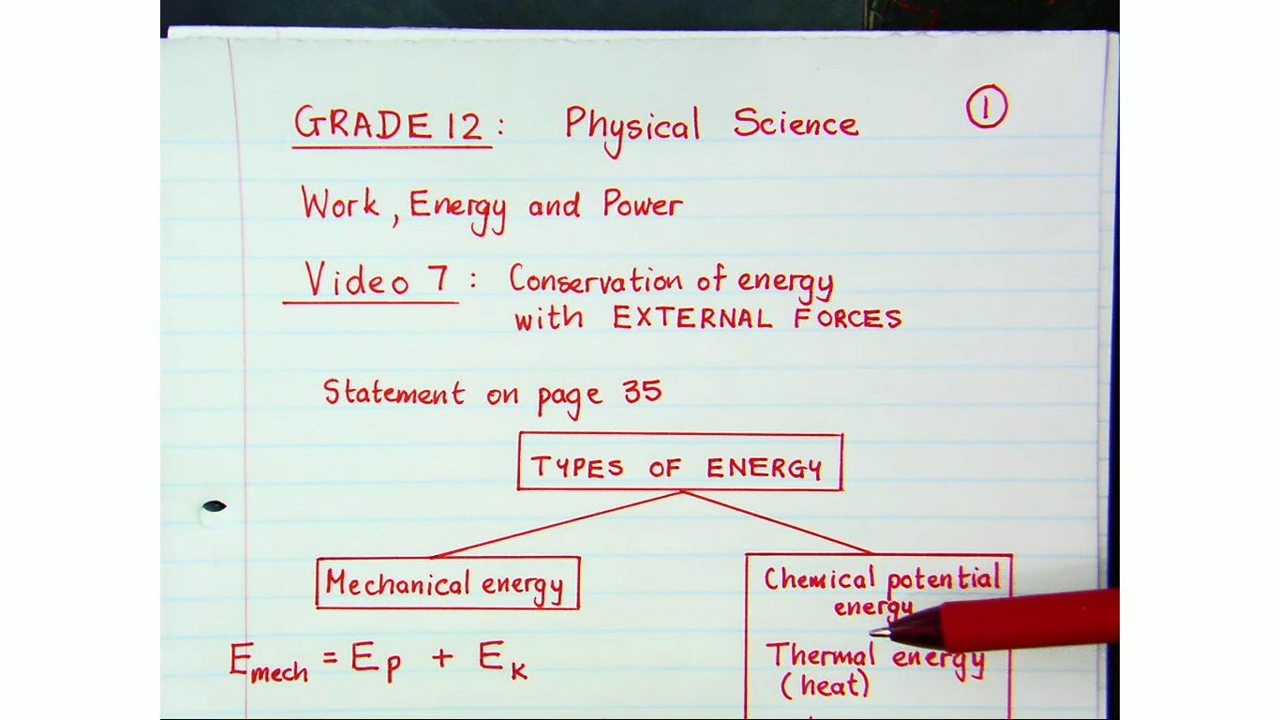 GRADE 12: Physical Science
1
Work, Energy and Power
Video 7: Conservation of energy
with EXTERNAL FORCES
Statement on page 35
TYPES OF ENERGY
Mechanical energy
Emech = Ep + Ek
Chemical potential
energy
Thermal energy
(heat)